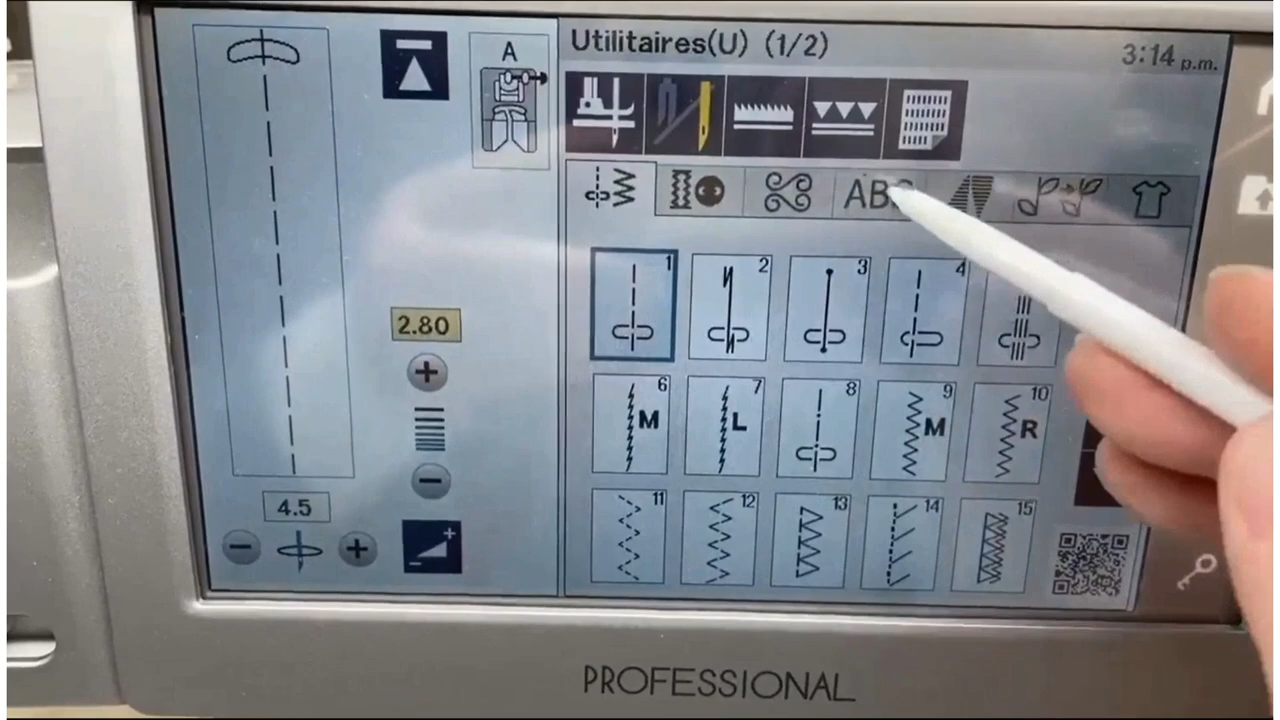 Utilitaires(U) (1/2)
3:14 p.m.
A
AB
2.80
4.5
1 2 3 4
6 M 7 L 8 9 M 10 R
11 12 13 14 15
PROFESSIONAL